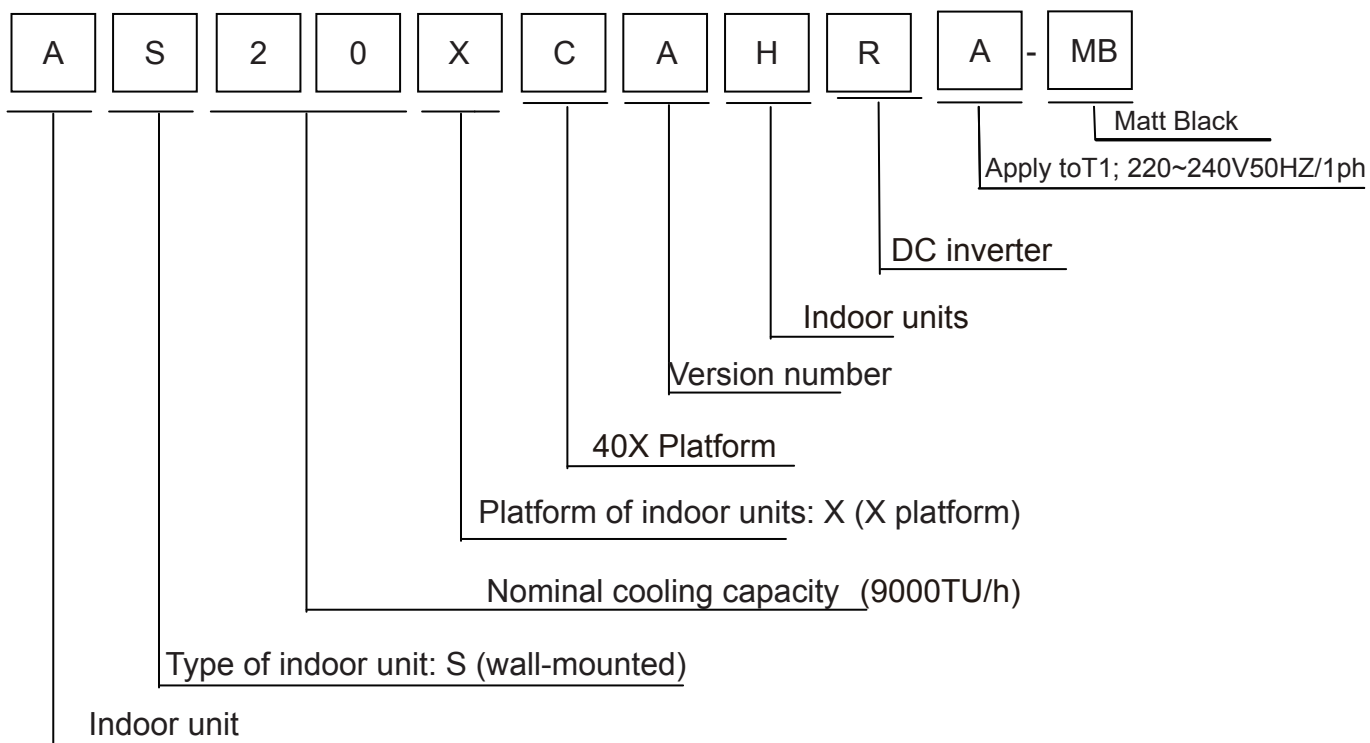 A S 2 0 X C A H R A - MB
Matt Black
Apply toT1; 220~240V50HZ/1ph
DC inverter
Indoor units
Version number
40X Platform
Platform of indoor units: X (X platform)
Nominal cooling capacity (9000TU/h)
Type of indoor unit: S (wall-mounted)
Indoor unit